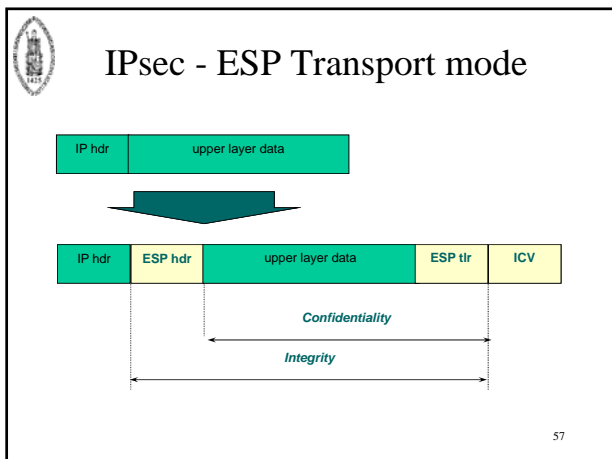 IPsec - ESP Transport mode
IP hdr upper layer data
IP hdr ESP hdr upper layer data ESP tlr ICV
Confidentiality
Integrity
57
1425